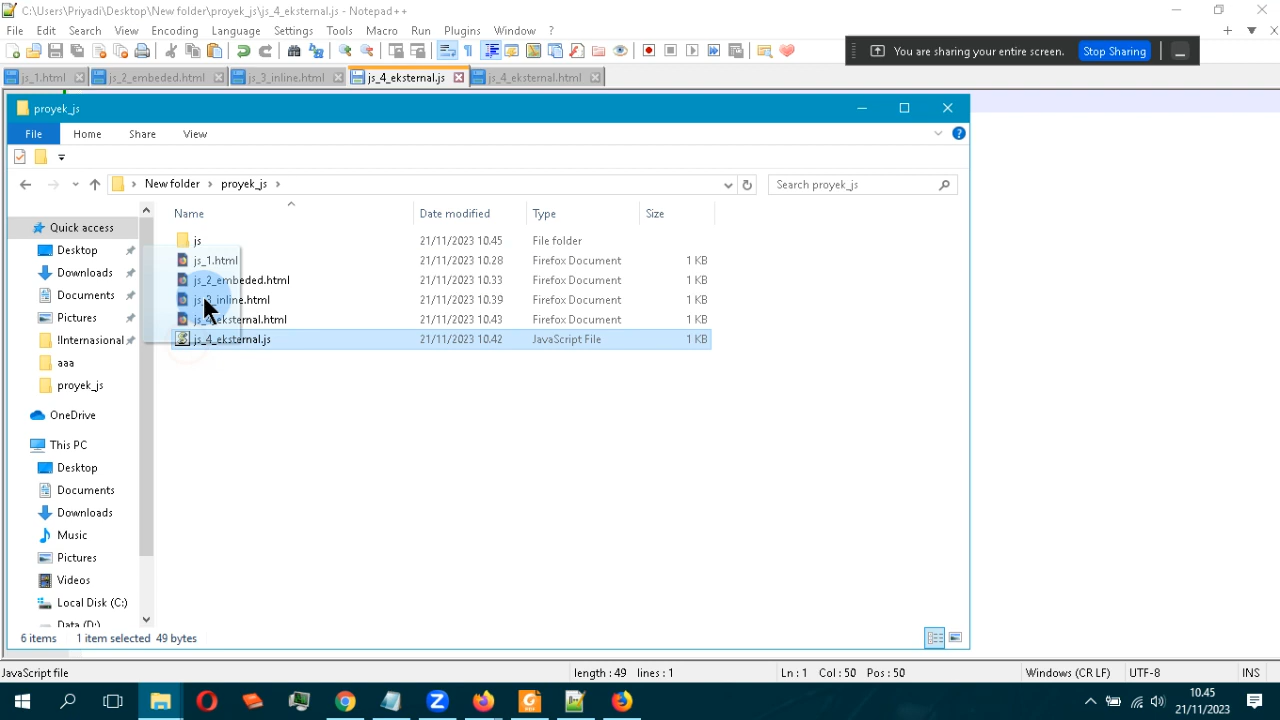 C:\Users\Priyadi\Desktop\New folder\proyek_js\js_4_eksternal.js - Notepad++
File Edit Search View Encoding Language Settings Tools Macro Run Plugins Window ?
You are sharing your entire screen. Stop Sharing
js_1.html js_2_embeded.html js_3_inline.html js_4_eksternal.js js_4_eksternal.html
proyek_js
File Home Share View
New folder proyek_js Search proyek_js
Name Date modified Type Size
Quick access
Desktop
Downloads
Documents
Pictures
!!Internasional
aaa
proyek_js
OneDrive
This PC
Desktop
Documents
Downloads
Music
Pictures
Videos
Local Disk (C:)
Data (D:)
js 21/11/2023 10.45 File folder
js_1.html 21/11/2023 10.28 Firefox Document 1 KB
js_2_embeded.html 21/11/2023 10.33 Firefox Document 1 KB
js_3_inline.html 21/11/2023 10.39 Firefox Document 1 KB
js_4_eksternal.html 21/11/2023 10.43 Firefox Document 1 KB
js_4_eksternal.js 21/11/2023 10.42 JavaScript File 1 KB
6 items 1 item selected 49 bytes
JavaScript file length : 49 lines : 1 Ln : 1 Col : 50 Pos : 50 Windows (CR LF) UTF-8 INS
10.45
21/11/2023